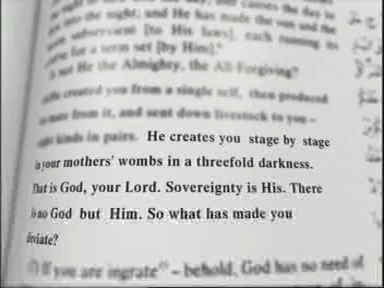 into the night; and He has made the sun and the
subservient [to His laws], each running its
for a term set [by Him].
He the Almighty, the All-Forgiving?
created you from a single self, then produced
mate from it, and sent down livestock to you –
kinds in pairs. He creates you stage by stage
in your mothers' wombs in a threefold darkness.
That is God, your Lord. Sovereignty is His. There
is no God but Him. So what has made you
deviate?
If you are ingrate – behold, God has no need of